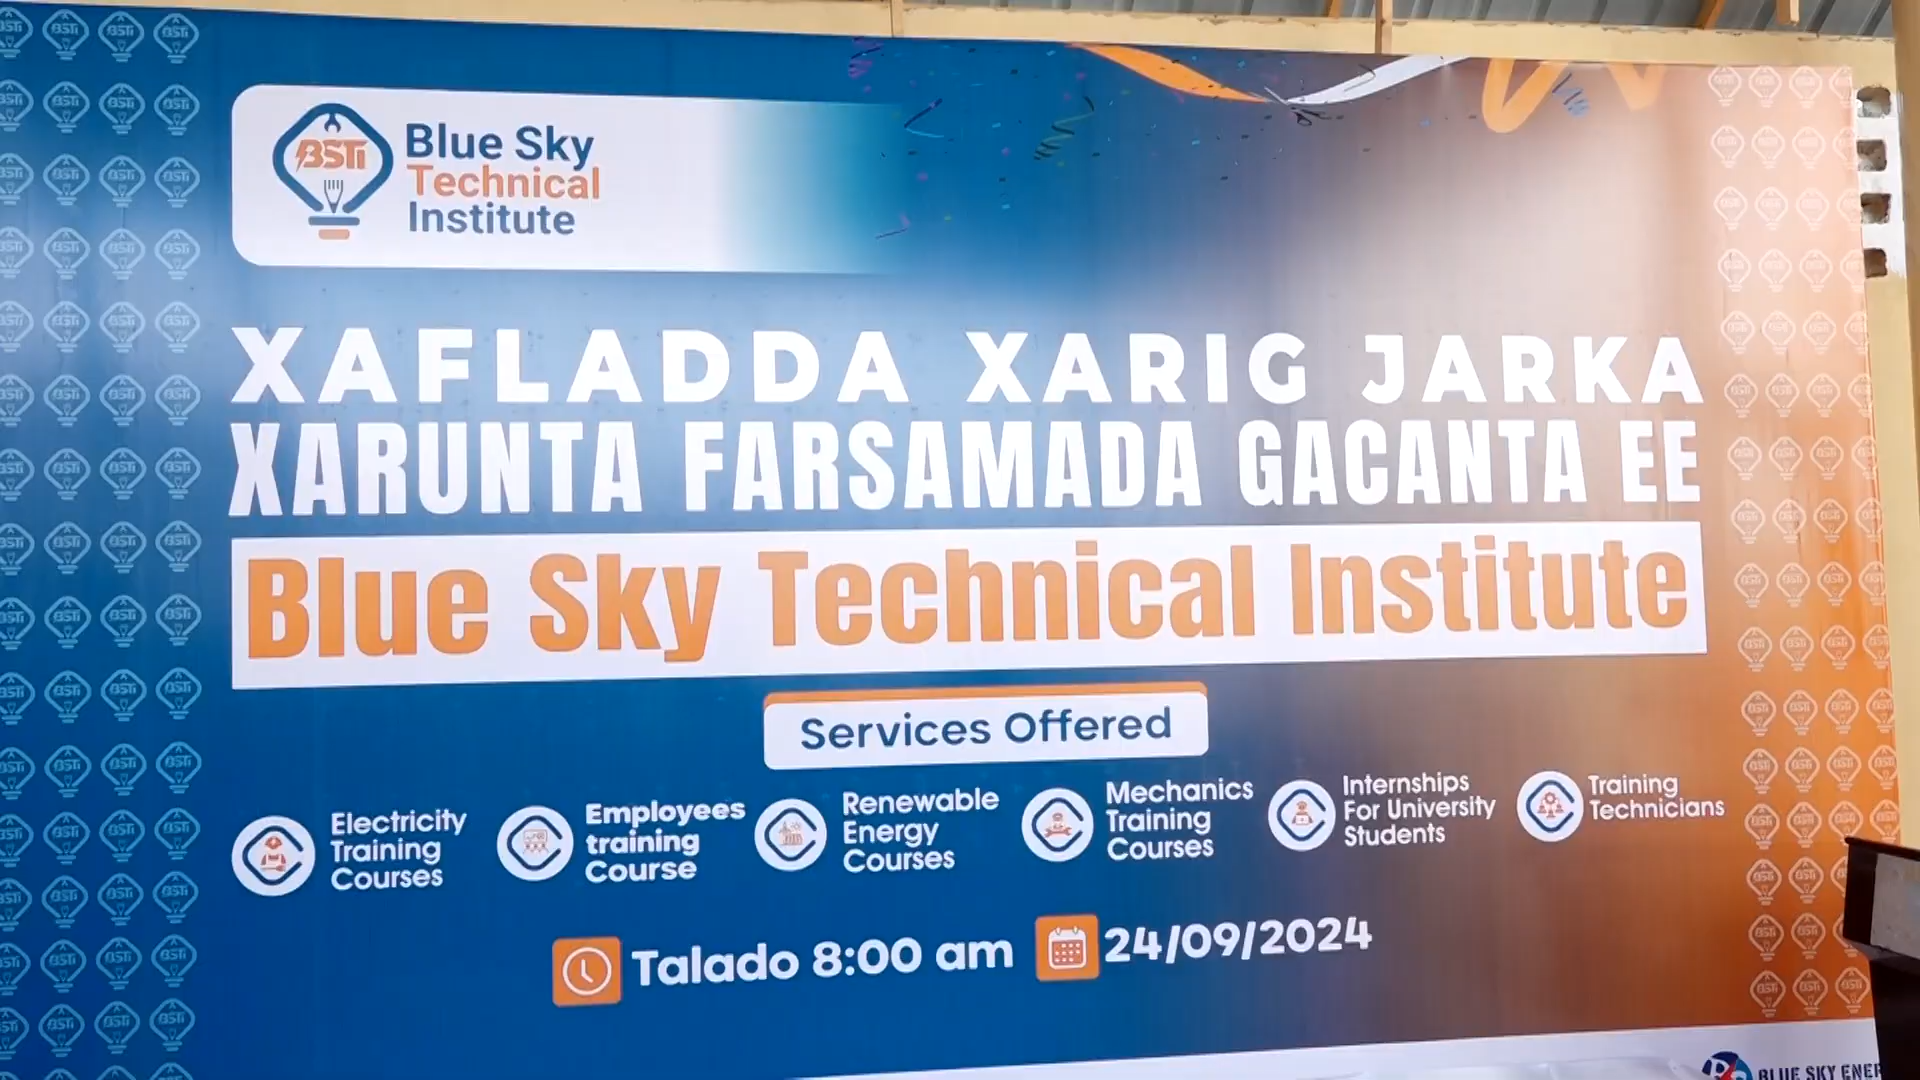 BSTi
Blue Sky
Technical
Institute
XAFLADDA XARIG JARKA
XARUNTA FARSAMADA GACANTA EE
Blue Sky Technical Institute
Services Offered
Electricity
Training
Courses
Employees
training
Course
Renewable
Energy
Courses
Mechanics
Training
Courses
Internships
For University
Students
Training
Technicians
Talado 8:00 am
24/09/2024
BLUE SKY